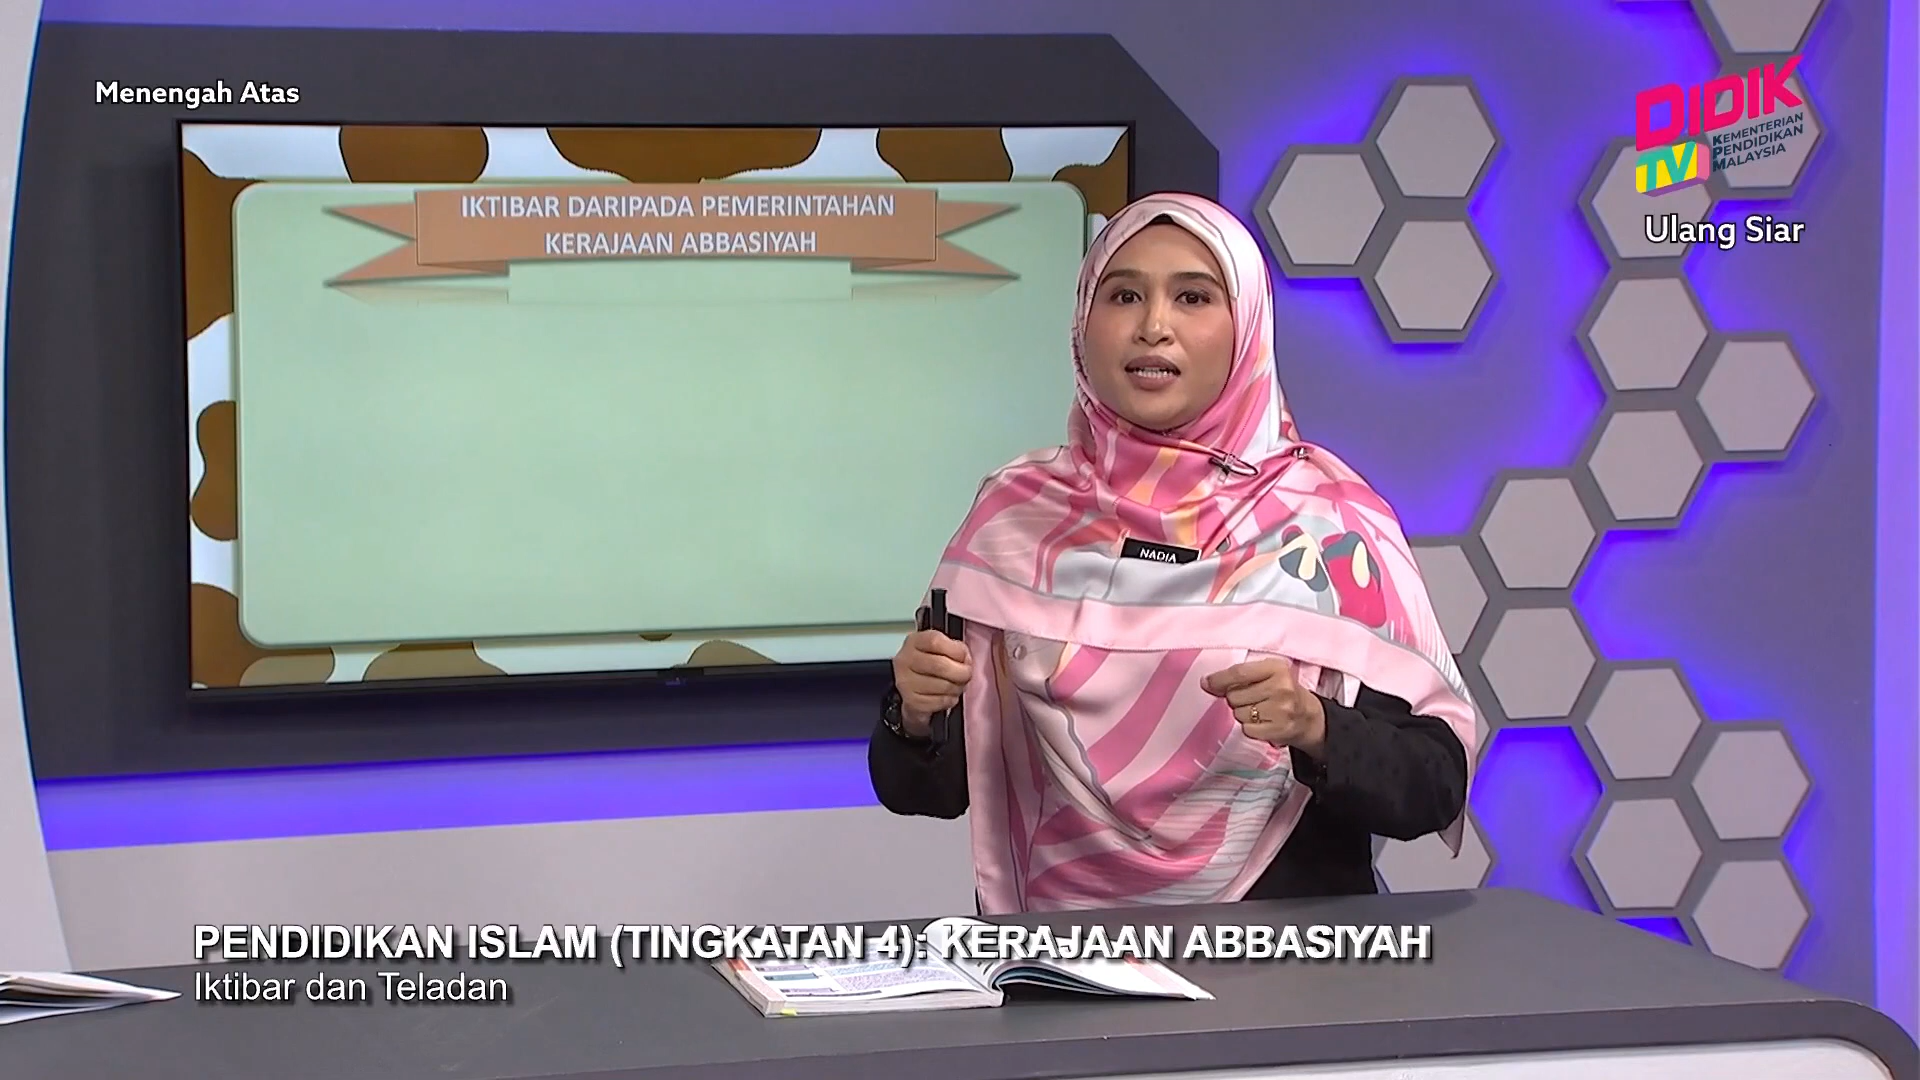 Menengah Atas
IKTIBAR DARIPADA PEMERINTAHAN
KERAJAAN ABBASIYAH
DIDIK
TV
KEMENTERIAN
PENDIDIKAN
MALAYSIA
Ulang Siar
NADIA
PENDIDIKAN ISLAM (TINGKATAN 4): KERAJAAN ABBASIYAH
Iktibar dan Teladan